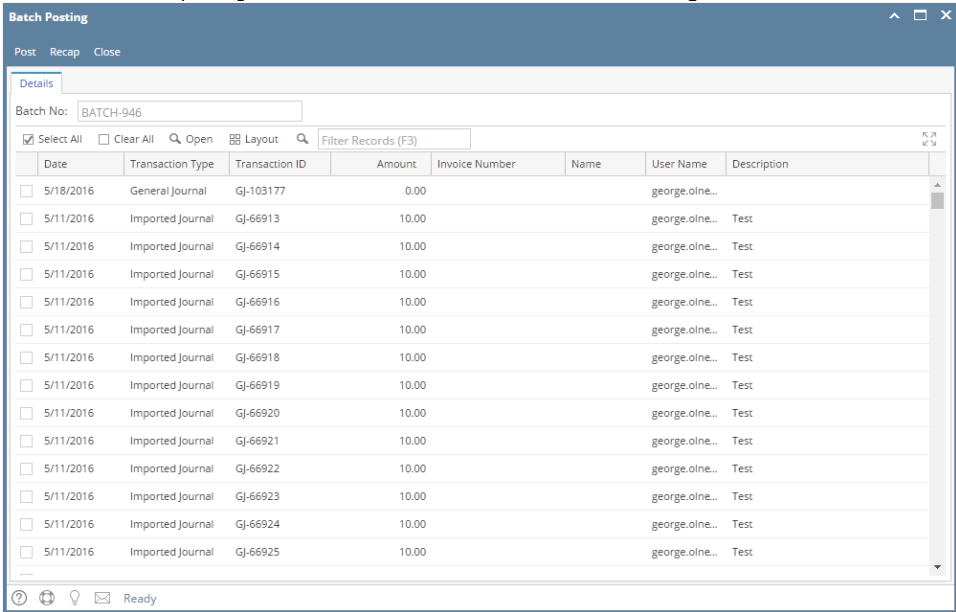 Batch Posting
Post Recap Close
Details
Batch No: BATCH-946
Select All Clear All Open Layout Filter Records (F3)
Date Transaction Type Transaction ID Amount Invoice Number Name User Name Description
5/18/2016 General Journal GJ-103177 0.00 george.olne...
5/11/2016 Imported Journal GJ-66913 10.00 george.olne... Test
5/11/2016 Imported Journal GJ-66914 10.00 george.olne... Test
5/11/2016 Imported Journal GJ-66915 10.00 george.olne... Test
5/11/2016 Imported Journal GJ-66916 10.00 george.olne... Test
5/11/2016 Imported Journal GJ-66917 10.00 george.olne... Test
5/11/2016 Imported Journal GJ-66918 10.00 george.olne... Test
5/11/2016 Imported Journal GJ-66919 10.00 george.olne... Test
5/11/2016 Imported Journal GJ-66920 10.00 george.olne... Test
5/11/2016 Imported Journal GJ-66921 10.00 george.olne... Test
5/11/2016 Imported Journal GJ-66922 10.00 george.olne... Test
5/11/2016 Imported Journal GJ-66923 10.00 george.olne... Test
5/11/2016 Imported Journal GJ-66924 10.00 george.olne... Test
5/11/2016 Imported Journal GJ-66925 10.00 george.olne... Test
Ready